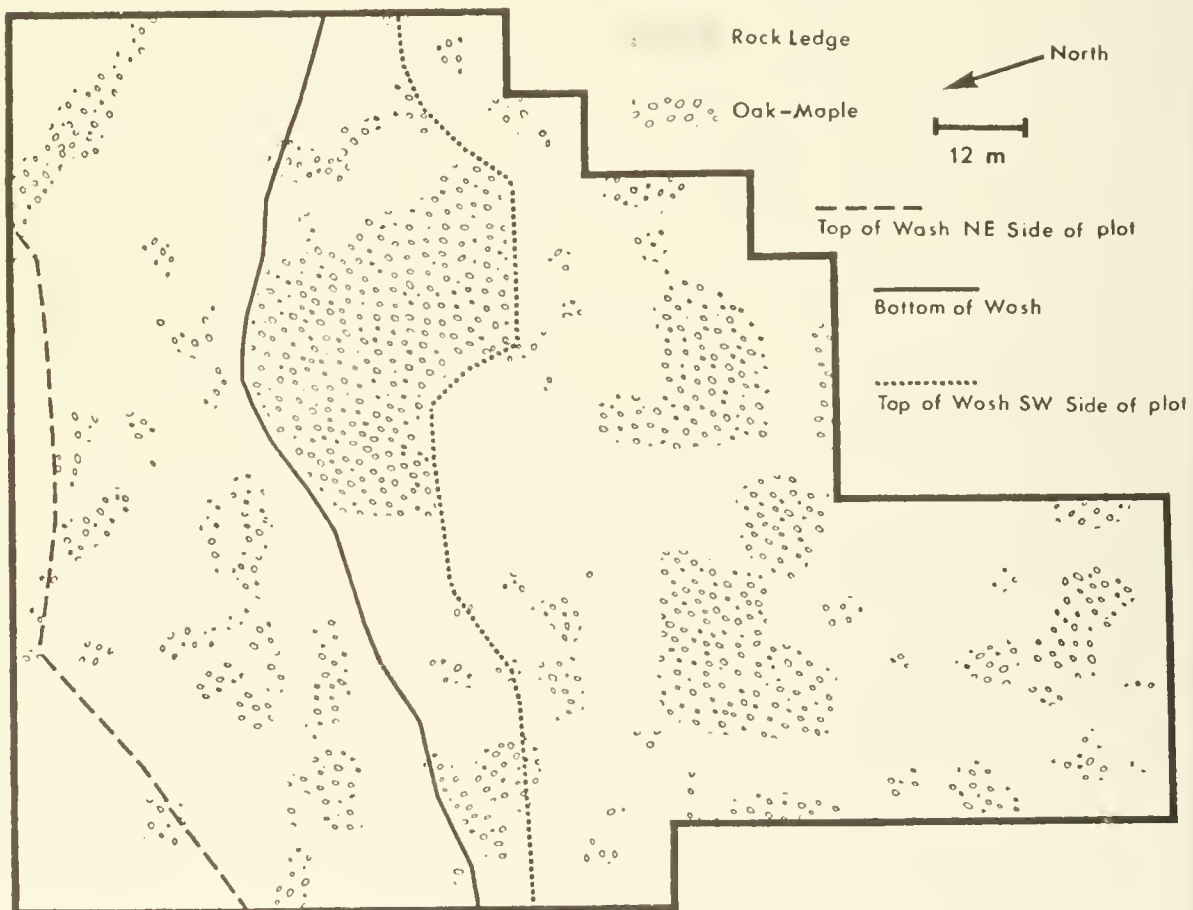 Rock Ledge
North
Oak-Maple
12 m
Top of Wash NE Side of plot
Bottom of Wash
Top of Wosh SW Side of plot